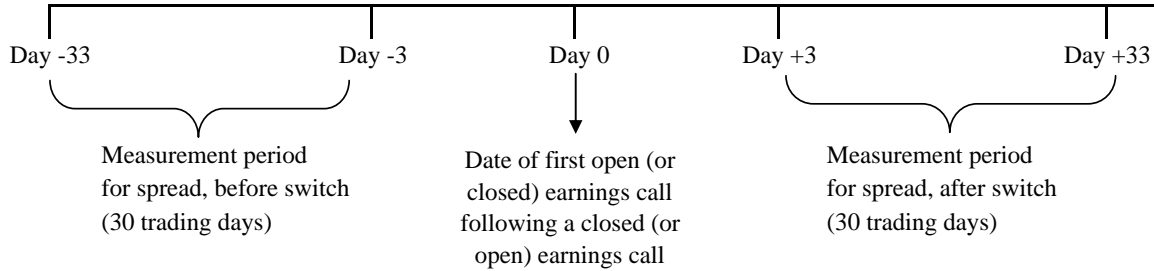 Day -33
Day -3
Day 0
Day +3
Day +33
Measurement period
for spread, before switch
(30 trading days)
Date of first open (or
closed) earnings call
following a closed (or
open) earnings call
Measurement period
for spread, after switch
(30 trading days)